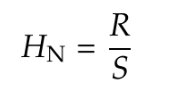 H_N = R/S